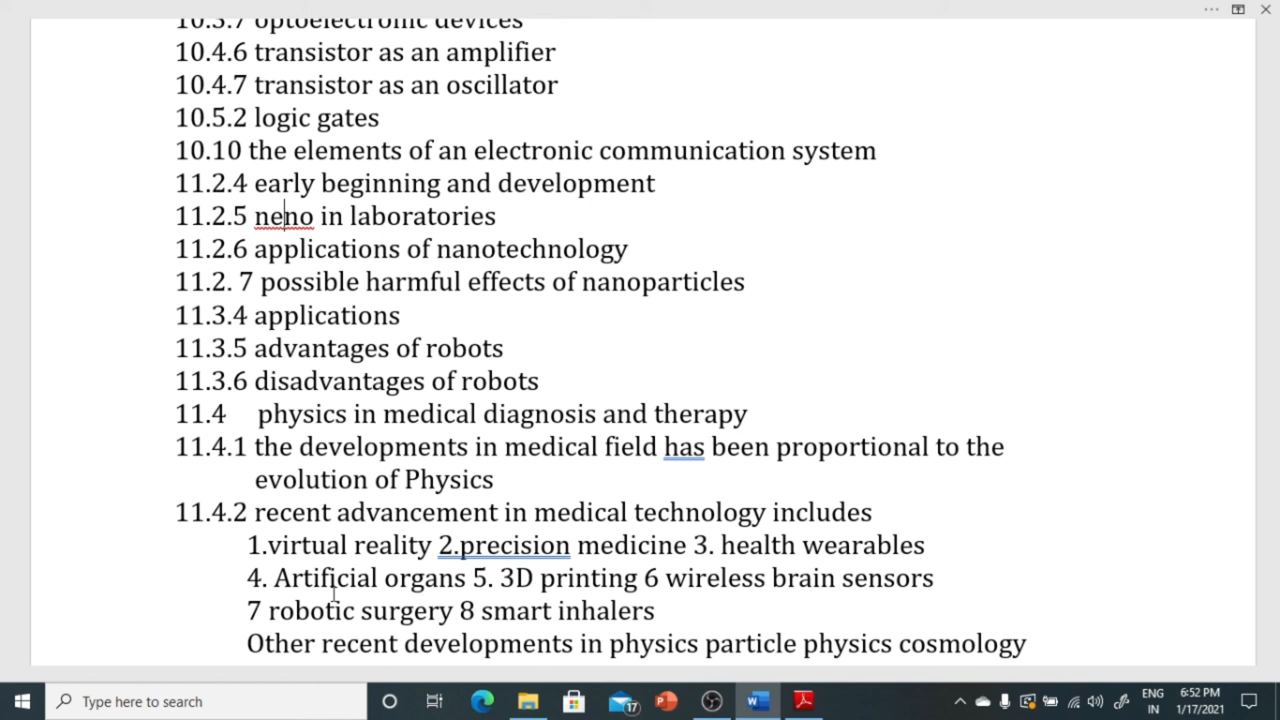 10.3.7 optoelectronic devices
10.4.6 transistor as an amplifier
10.4.7 transistor as an oscillator
10.5.2 logic gates
10.10 the elements of an electronic communication system
11.2.4 early beginning and development
11.2.5 neno in laboratories
11.2.6 applications of nanotechnology
11.2. 7 possible harmful effects of nanoparticles
11.3.4 applications
11.3.5 advantages of robots
11.3.6 disadvantages of robots
11.4 physics in medical diagnosis and therapy
11.4.1 the developments in medical field has been proportional to the
evolution of Physics
11.4.2 recent advancement in medical technology includes
1.virtual reality 2.precision medicine 3. health wearables
4. Artificial organs 5. 3D printing 6 wireless brain sensors
7 robotic surgery 8 smart inhalers
Other recent developments in physics particle physics cosmology
Type here to search
17
ENG
IN
6:52 PM
1/17/2021